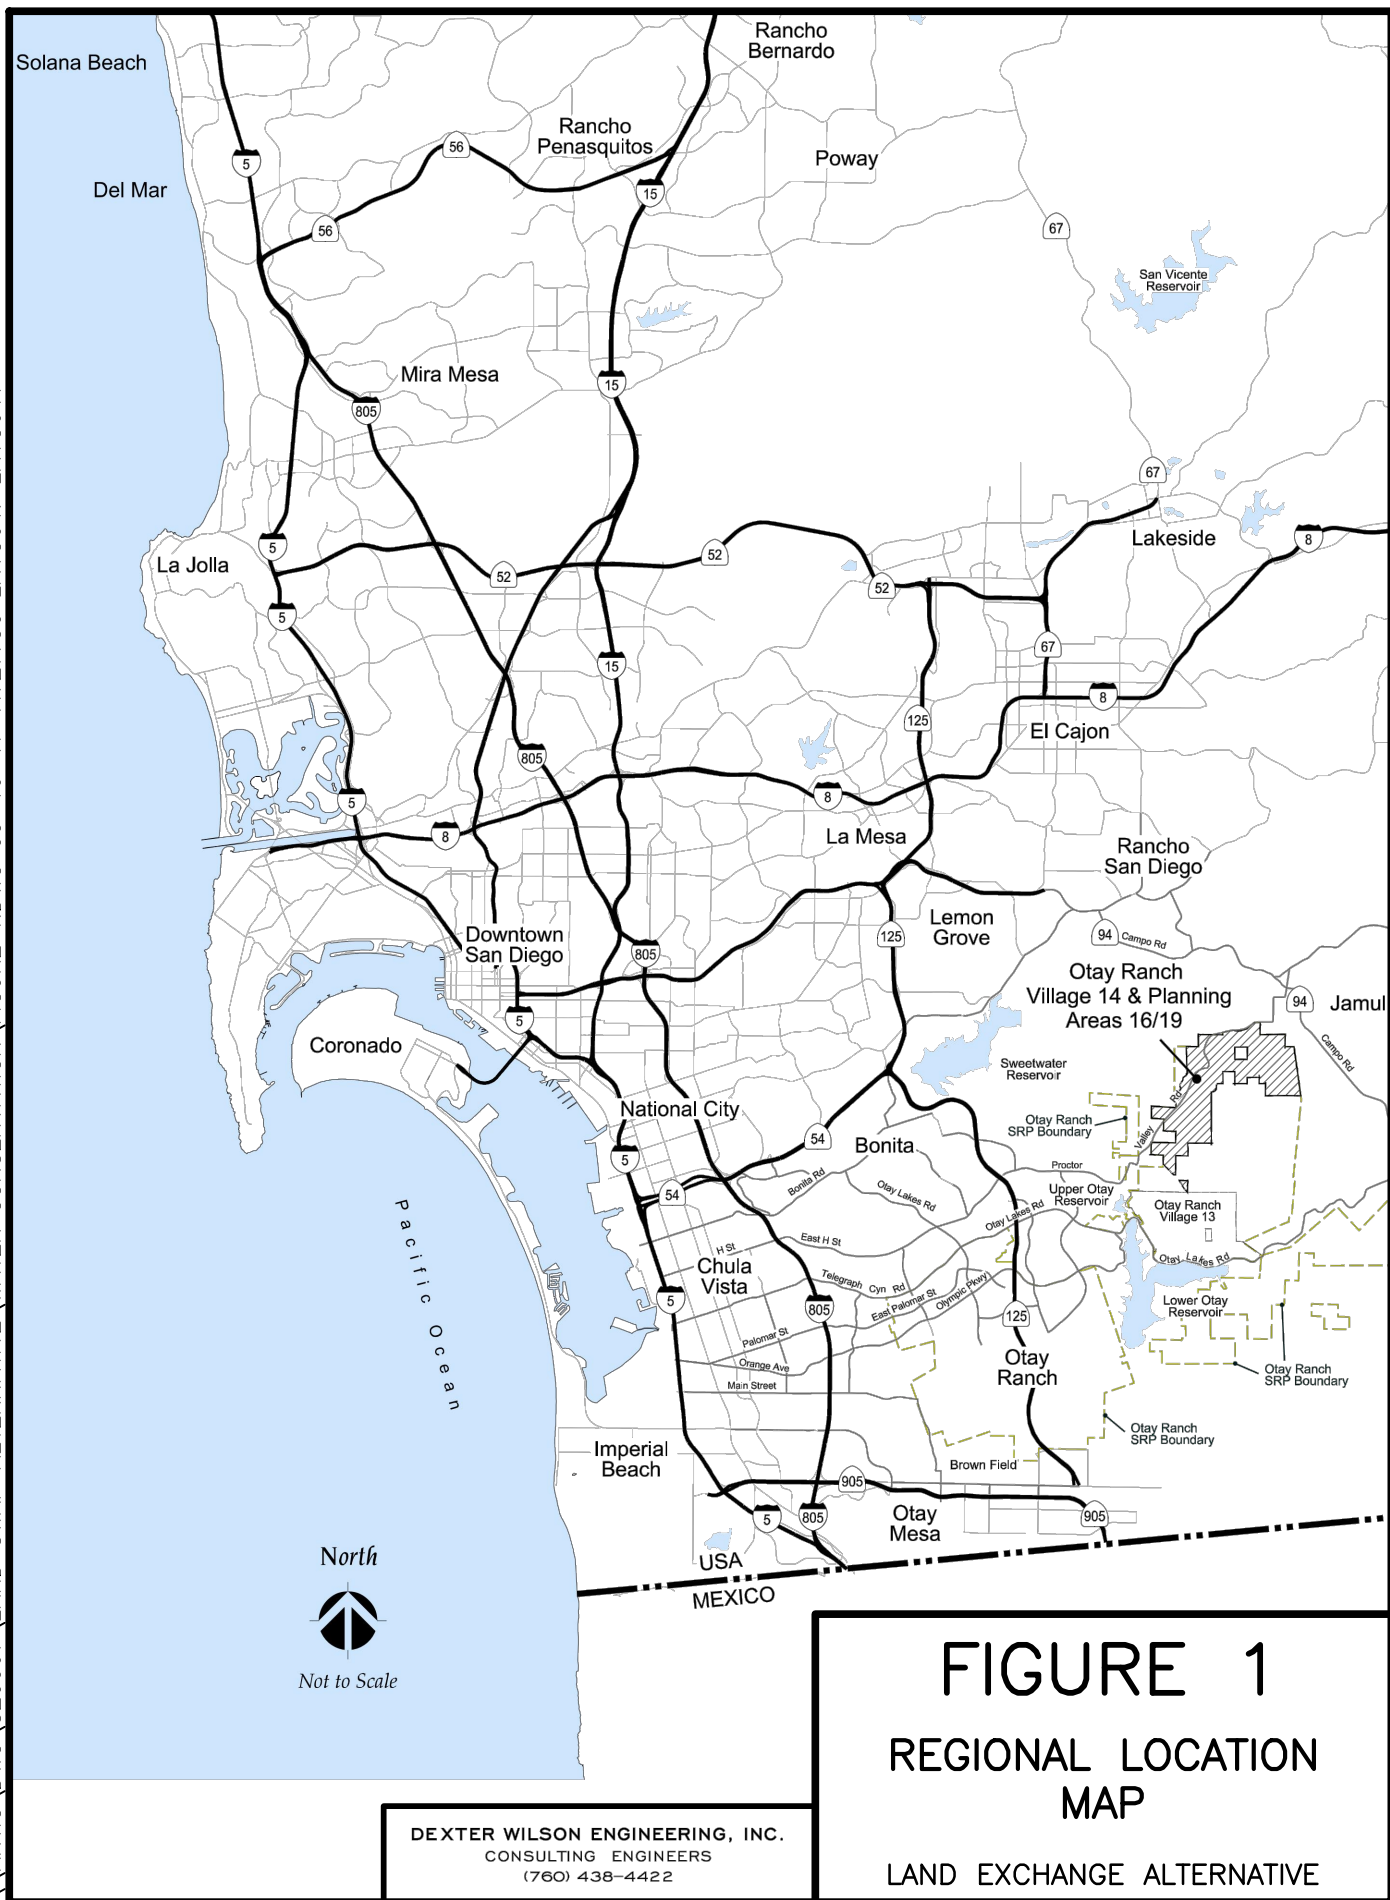 Solana Beach
Rancho
Bernardo
5
56
Rancho
Penasquitos
Poway
Del Mar
15
56
67
San Vicente
Reservoir
Mira Mesa
15
805
67
Lakeside
8
5
La Jolla
52
52
52
5
15
67
8
125
El Cajon
805
5
8
8
La Mesa
Rancho
San Diego
Lemon
Grove
94
Campo Rd
125
Downtown
San Diego
805
Otay Ranch
Village 14 & Planning
Areas 16/19
94
Jamul
Campo Rd
5
Coronado
Sweetwater
Reservoir
Rd
Valley
National City
Otay Ranch
SRP Boundary
54
Bonita
5
Proctor
54
Bonita Rd
Otay Lakes Rd
Upper Otay
Reservoir
Otay Ranch
Village 13
Otay Lakes Rd
Pacific Ocean
H St
East H St
Otay Lakes Rd
Chula
Vista
Telegraph Cyn Rd
East Palomar St
Olympic Pkwy
5
805
125
Lower Otay
Reservoir
Palomar St
Orange Ave
Main Street
Otay
Ranch
Otay Ranch
SRP Boundary
Otay Ranch
SRP Boundary
Imperial
Beach
Brown Field
905
Otay
Mesa
5
805
905
USA
MEXICO
North
Not to Scale
FIGURE 1
REGIONAL LOCATION
MAP
LAND EXCHANGE ALTERNATIVE
DEXTER WILSON ENGINEERING, INC.
CONSULTING ENGINEERS
(760) 438-4422